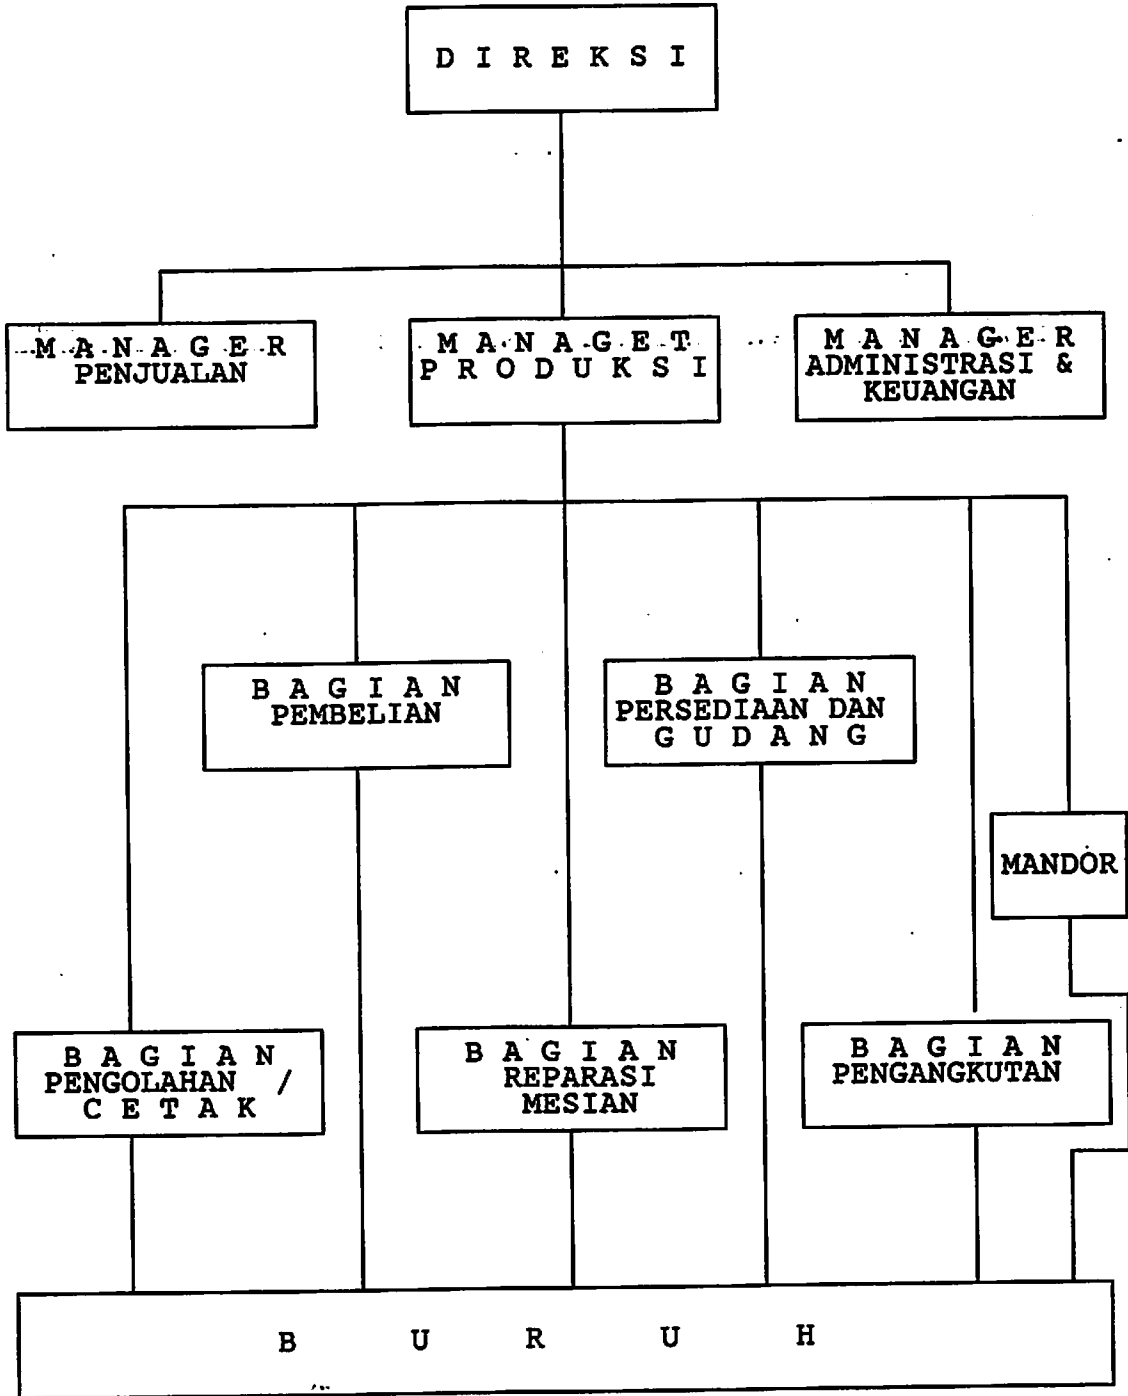 D I R E K S I
M A N A G E R
PENJUALAN
M A N A G E T
P R O D U K S I
M A N A G E R
ADMINISTRASI &
KEUANGAN
B A G I A N
PEMBELIAN
B A G I A N
PERSEDIAAN DAN
G U D A N G
MANDOR
B A G I A N
PENGOLAHAN /
C E T A K
B A G I A N
REPARASI
MESIAN
B A G I A N
PENGANGKUTAN
B U R U H